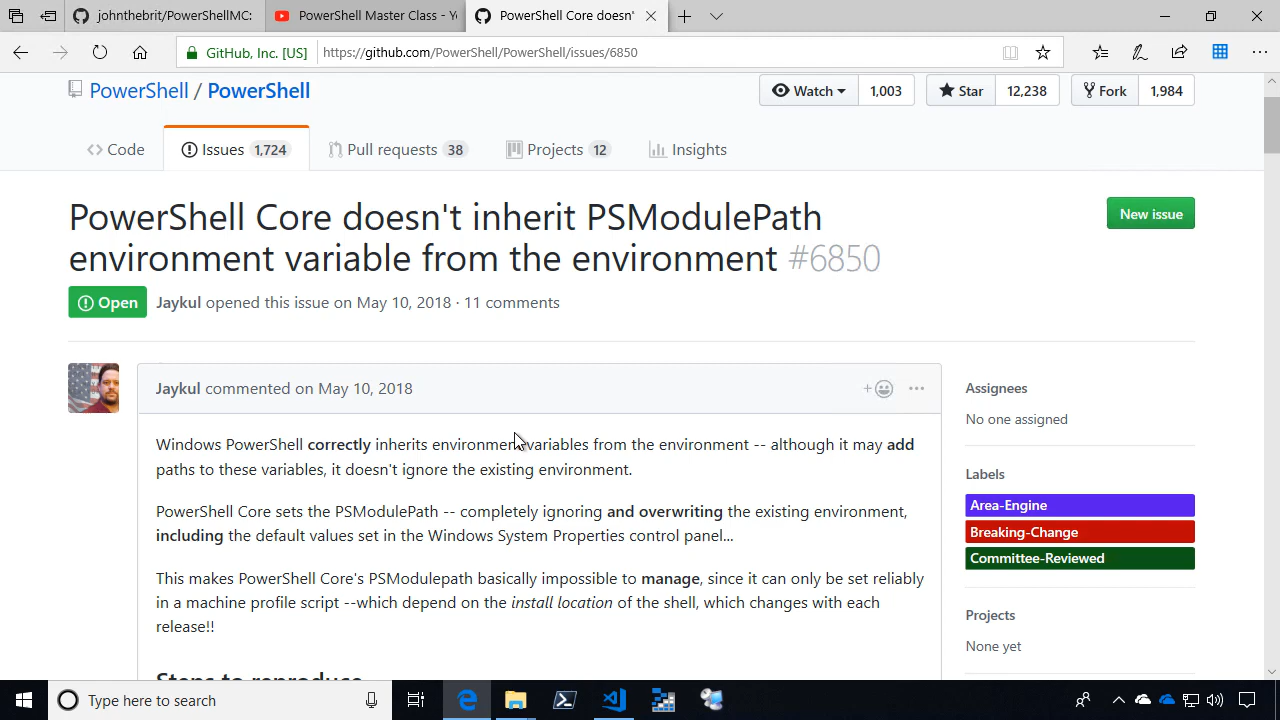 johnthebrit/PowerShellMC:
PowerShell Master Class - Y
PowerShell Core doesn'
GitHub, Inc. [US]
https://github.com/PowerShell/PowerShell/issues/6850
PowerShell / PowerShell
Watch 1,003
Star 12,238
Fork 1,984
Code
Issues 1,724
Pull requests 38
Projects 12
Insights
PowerShell Core doesn't inherit PSModulePath
environment variable from the environment #6850
New issue
Open
Jaykul opened this issue on May 10, 2018 · 11 comments
Jaykul commented on May 10, 2018
Windows PowerShell correctly inherits environment variables from the environment -- although it may add
paths to these variables, it doesn't ignore the existing environment.
PowerShell Core sename PSModulePath -- completely ignoring and overwriting the existing environment,
including the default values set in the Windows System Properties control panel...
This makes PowerShell Core's PSModulepath basically impossible to manage, since it can only be set reliably
in a machine profile script --which depend on the install location of the shell, which changes with each
release!!
Steps to reproduce
Assignees
No one assigned
Labels
Area-Engine
Breaking-Change
Committee-Reviewed
Projects
None yet
Type here to search